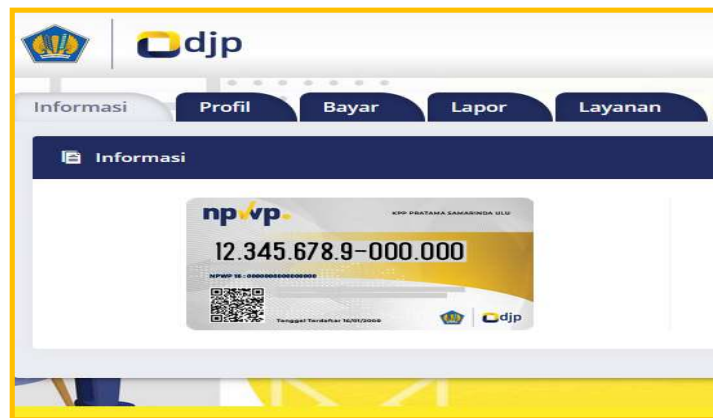 djp
Informasi Profil Bayar Lapor Layanan
Informasi
npwp.
KPP PRATAMA SAMARINDA ULU
12.345.678.9-000.000
NPWP 16 : 0000000000000000
Tanggal Terdaftar 16/01/2008
djp